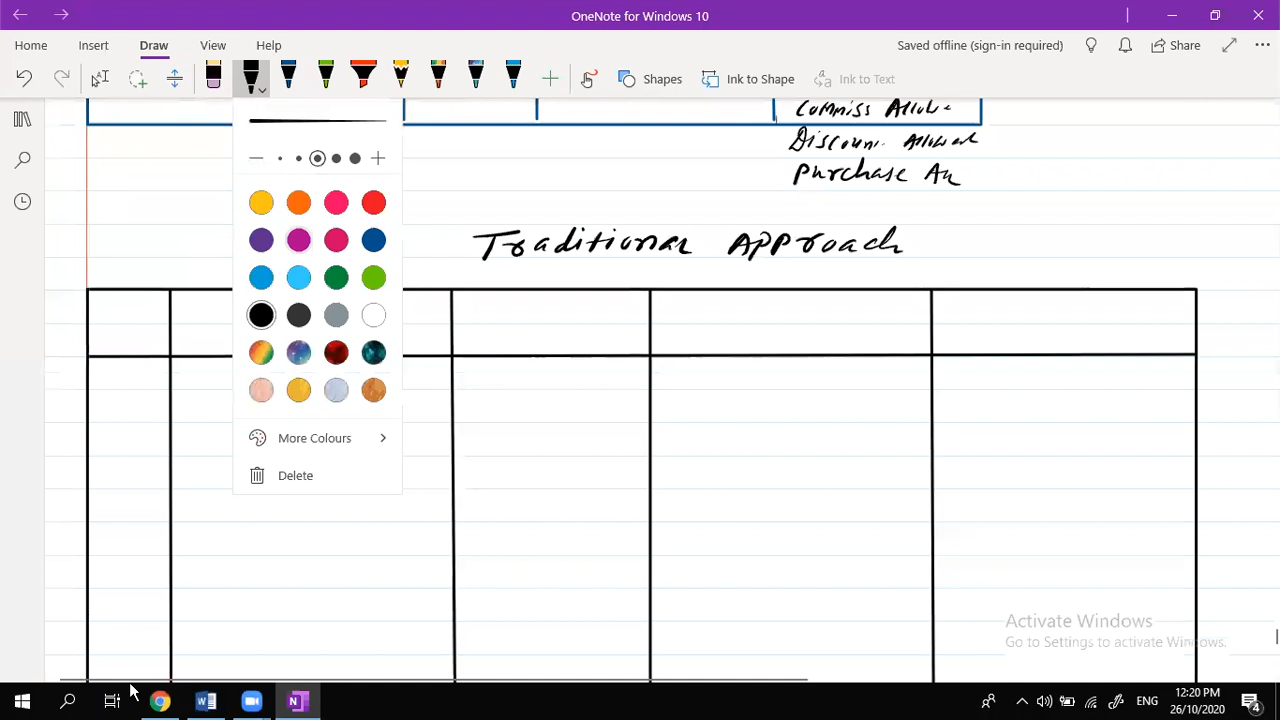 OneNote for Windows 10
Home Insert Draw View Help Saved offline (sign-in required) Share
Shapes Ink to Shape Ink to Text
Commiss Allow
Discoun Allowed
Purchase Au
Traditional Approach
More Colours
Delete
Activate Windows
Go to Settings to activate Windows.
ENG 12:20 PM
26/10/2020 4